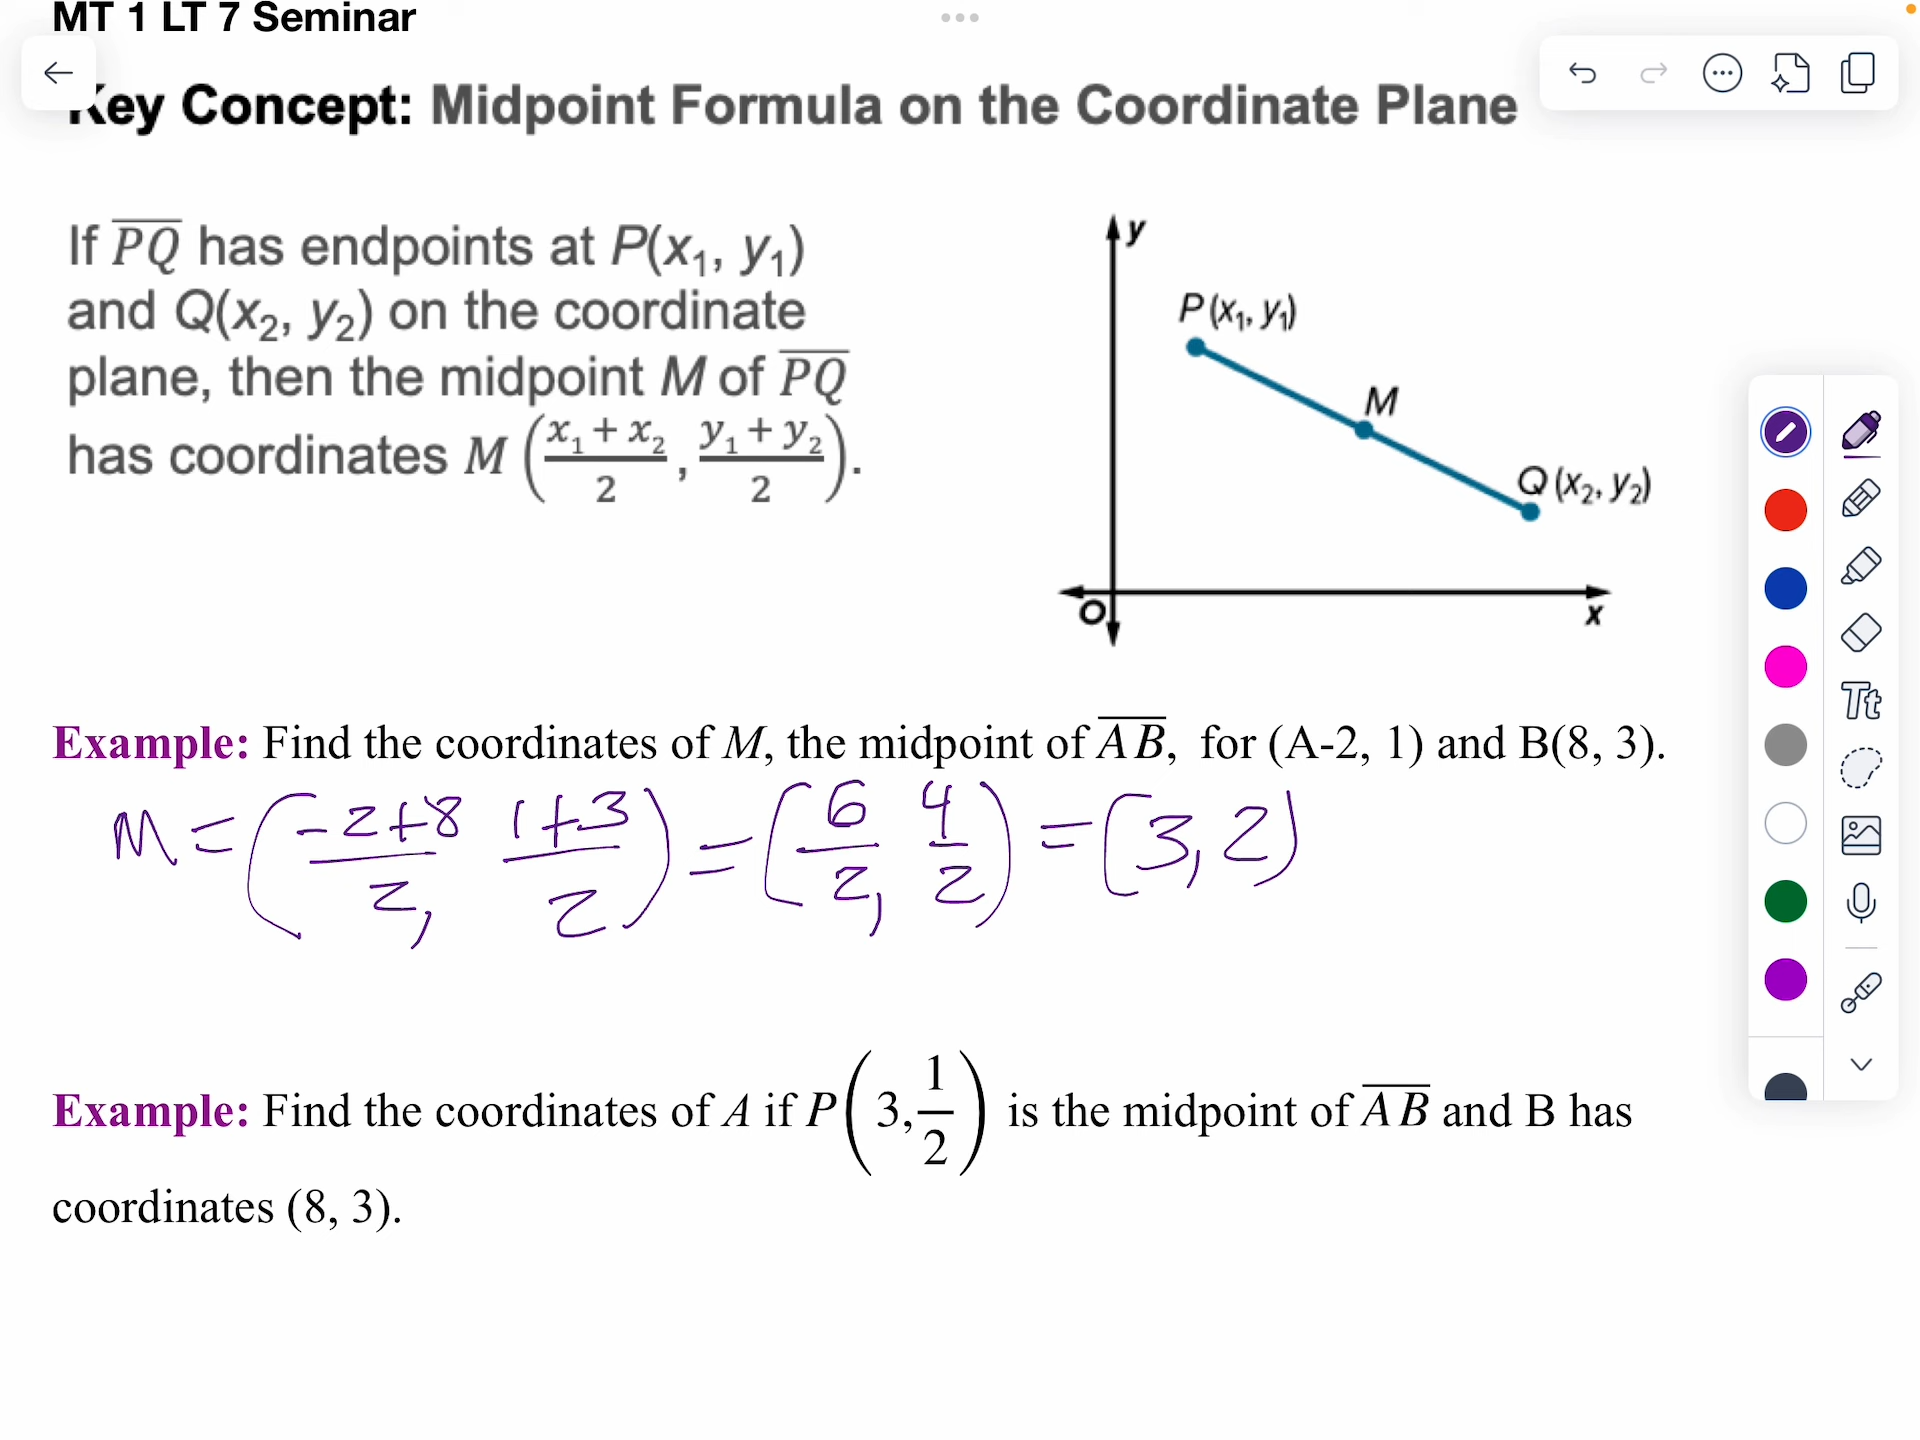 MT 1 LT 7 Seminar
Key Concept: Midpoint Formula on the Coordinate Plane
If PQ has endpoints at P(x₁, y₁)
and Q(x₂, y₂) on the coordinate
plane, then the midpoint M of PQ
has coordinates M (x₁ + x₂ / 2, y₁ + y₂ / 2).
y
P (x₁, y₁)
M
Q (x₂, y₂)
O
x
Example: Find the coordinates of M, the midpoint of AB, for (A-2, 1) and B(8, 3).
M = (-2+8 / 2, 1+3 / 2) = (6/2, 4/2) = (3, 2)
Example: Find the coordinates of A if P(3, 1/2) is the midpoint of AB and B has
coordinates (8, 3).
Tt